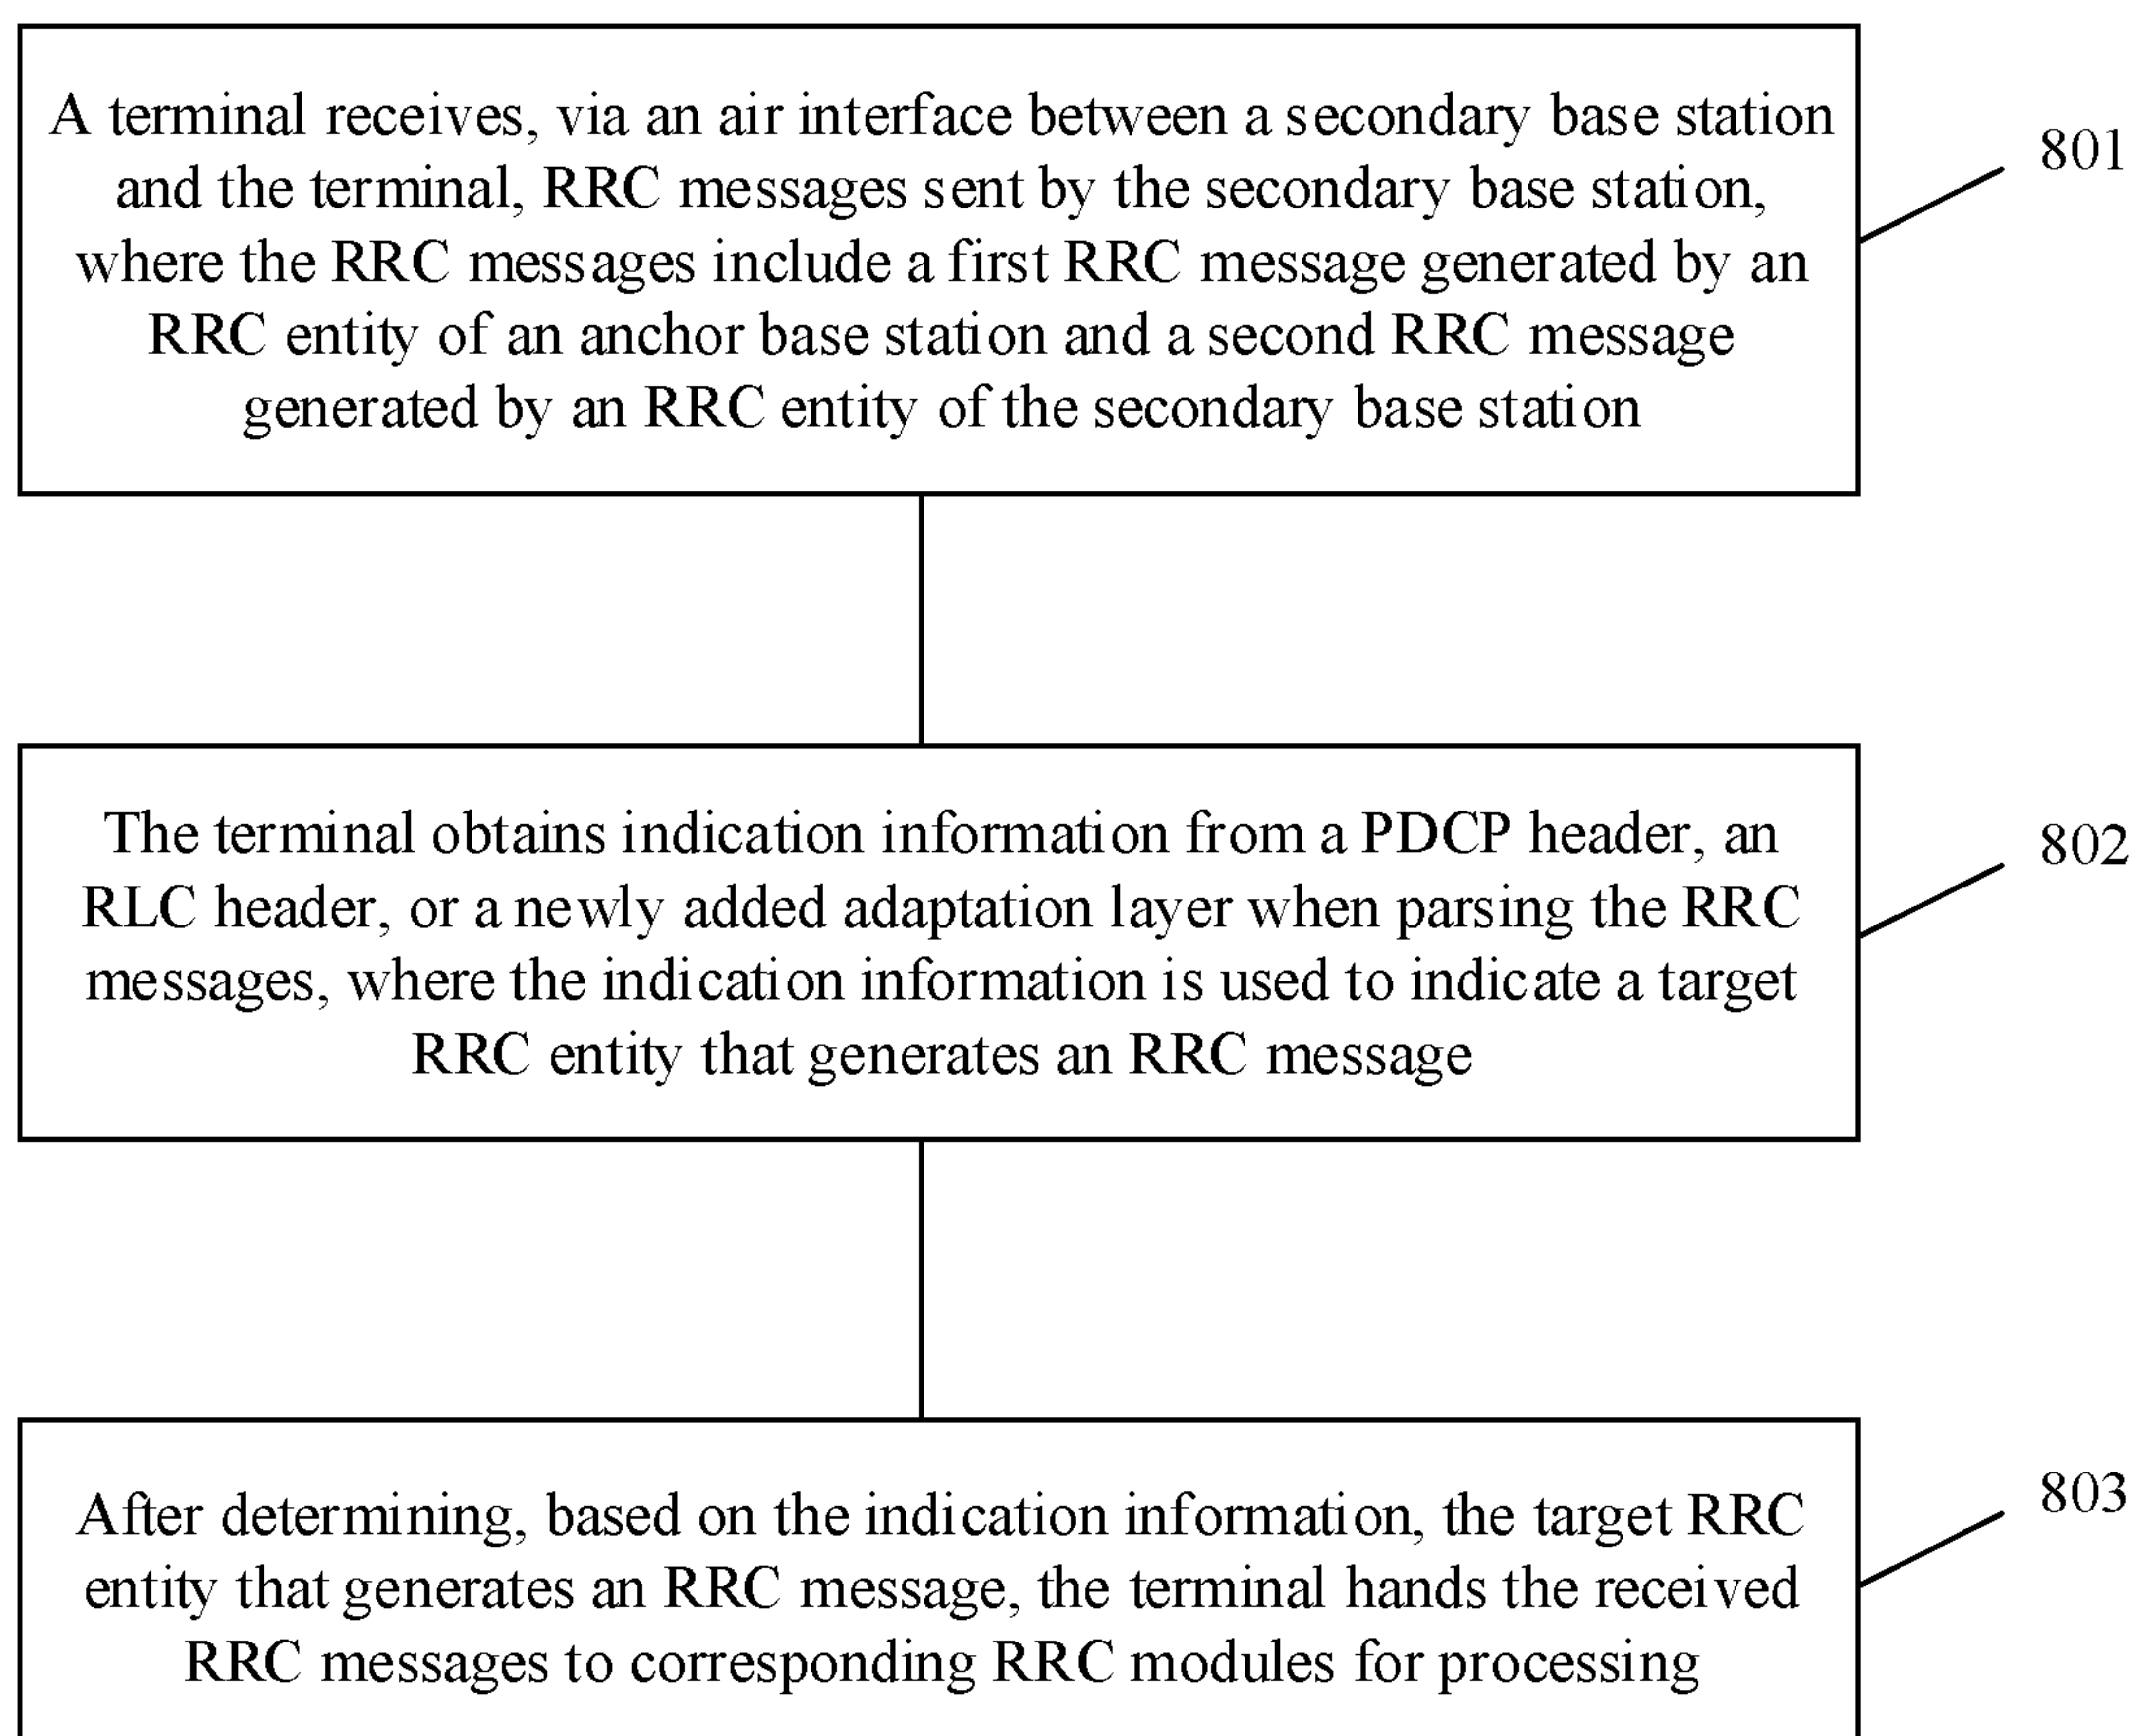 A terminal receives, via an air interface between a secondary base station
and the terminal, RRC messages sent by the secondary base station,
where the RRC messages include a first RRC message generated by an
RRC entity of an anchor base station and a second RRC message
generated by an RRC entity of the secondary base station
801
The terminal obtains indication information from a PDCP header, an
RLC header, or a newly added adaptation layer when parsing the RRC
messages, where the indication information is used to indicate a target
RRC entity that generates an RRC message
802
After determining, based on the indication information, the target RRC
entity that generates an RRC message, the terminal hands the received
RRC messages to corresponding RRC modules for processing
803